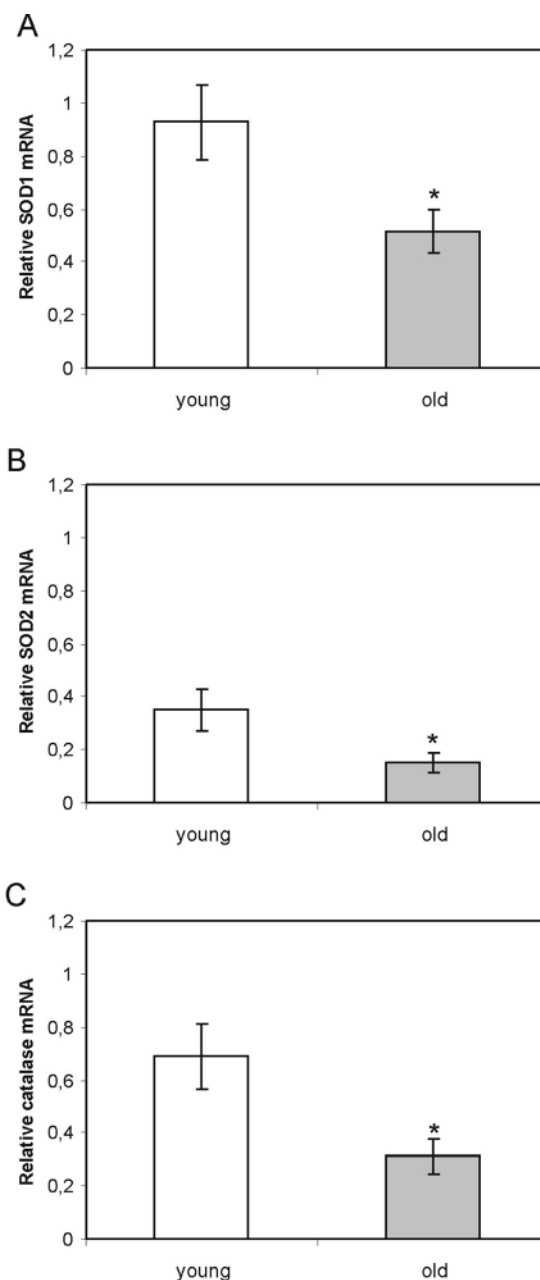 A
Relative SOD1 mRNA
1,2
1
0,8
0,6
0,4
0,2
0
*
young
old
B
Relative SOD2 mRNA
1,2
1
0,8
0,6
0,4
0,2
0
*
young
old
C
Relative catalase mRNA
1,2
1
0,8
0,6
0,4
0,2
0
*
young
old